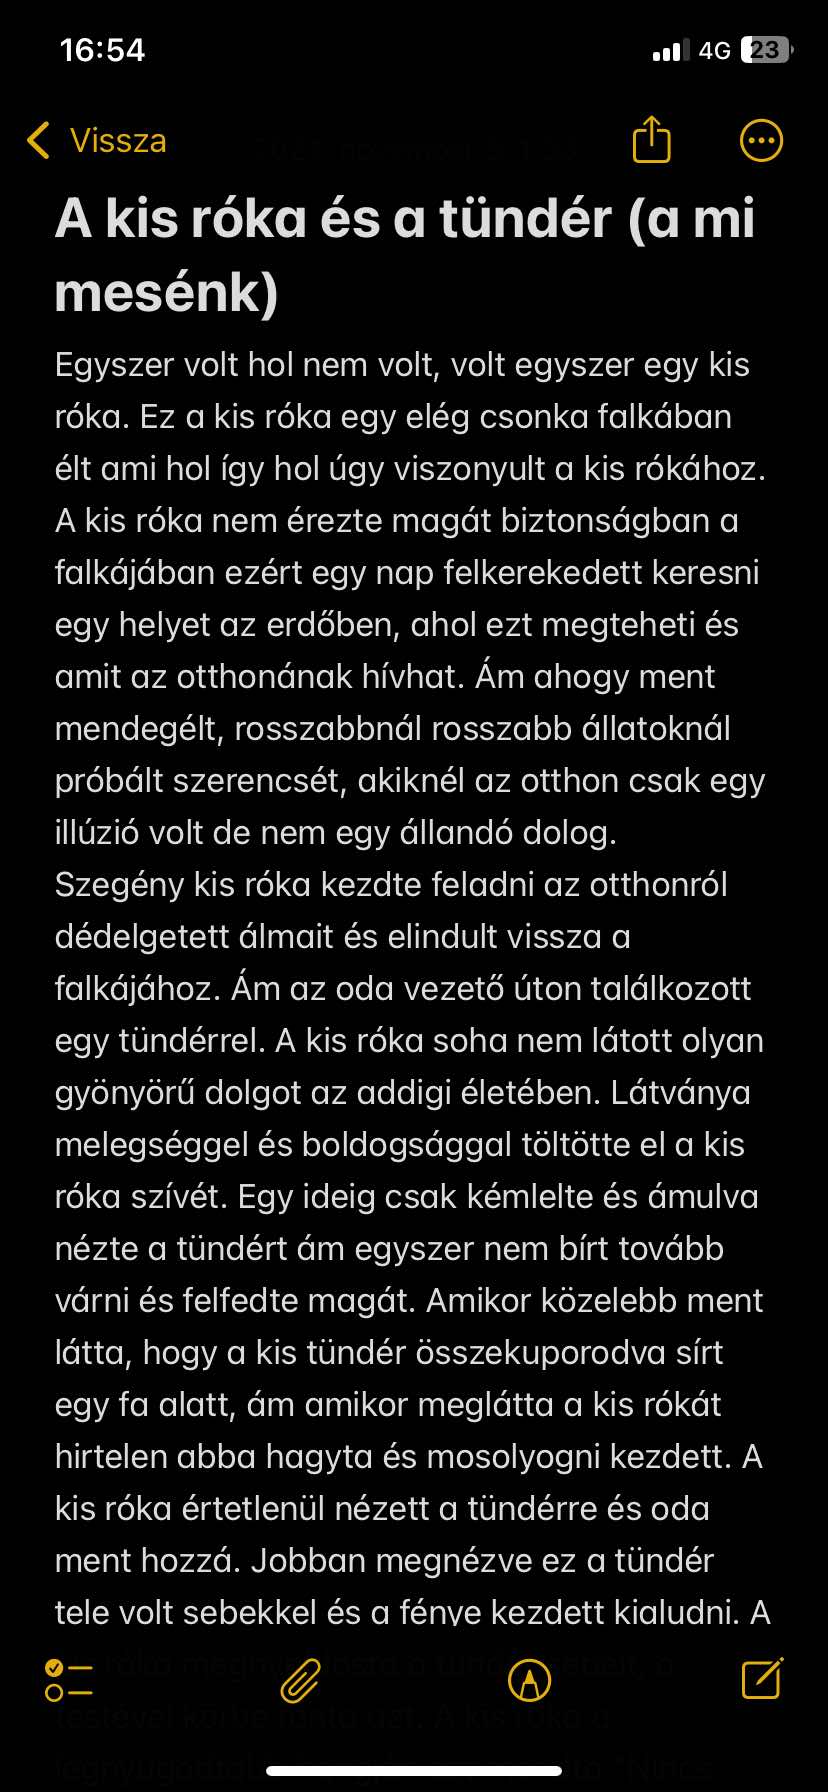 16:54
4G 23
Vissza
A kis róka és a tündér (a mi
mesénk)
Egyszer volt hol nem volt, volt egyszer egy kis
róka. Ez a kis róka egy elég csonka falkában
élt ami hol így hol úgy viszonyult a kis rókához.
A kis róka nem érezte magát biztonságban a
falkájában ezért egy nap felkerekedett keresni
egy helyet az erdőben, ahol ezt megteheti és
amit az otthonának hívhat. Ám ahogy ment
mendegélt, rosszabbnál rosszabb állatoknál
próbált szerencsét, akiknél az otthon csak egy
illúzió volt de nem egy állandó dolog.
Szegény kis róka kezdte feladni az otthonról
dédelgetett álmait és elindult vissza a
falkájához. Ám az oda vezető úton találkozott
egy tündérrel. A kis róka soha nem látott olyan
gyönyörű dolgot az addigi életében. Látványa
melegséggel és boldogsággal töltötte el a kis
róka szívét. Egy ideig csak kémlelte és ámulva
nézte a tündért ám egyszer nem bírt tovább
várni és felfedte magát. Amikor közelebb ment
látta, hogy a kis tündér összekuporodva sírt
egy fa alatt, ám amikor meglátta a kis rókát
hirtelen abba hagyta és mosolyogni kezdett. A
kis róka értetlenül nézett a tündérre és oda
ment hozzá. Jobban megnézve ez a tündér
tele volt sebekkel és a fénye kezdett kialudni. A